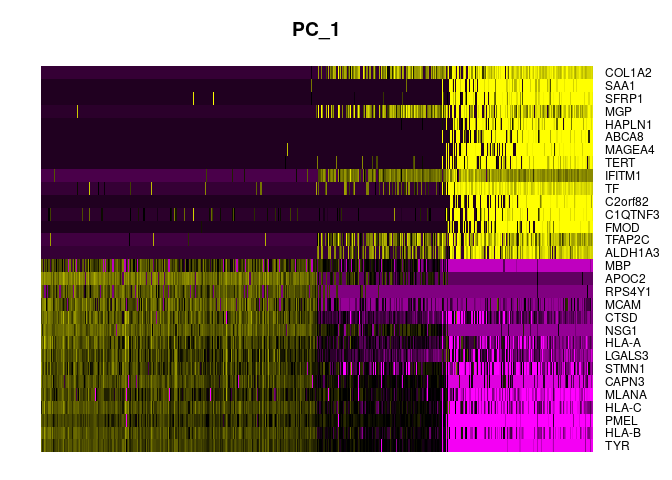 PC_1
COL1A2
SAA1
SFRP1
MGP
HAPLN1
ABCA8
MAGEA4
TERT
IFITM1
TF
C2orf82
C1QTNF3
FMOD
TFAP2C
ALDH1A3
MBP
APOC2
RPS4Y1
MCAM
CTSD
NSG1
HLA-A
LGALS3
STMN1
CAPN3
MLANA
HLA-C
PMEL
HLA-B
TYR